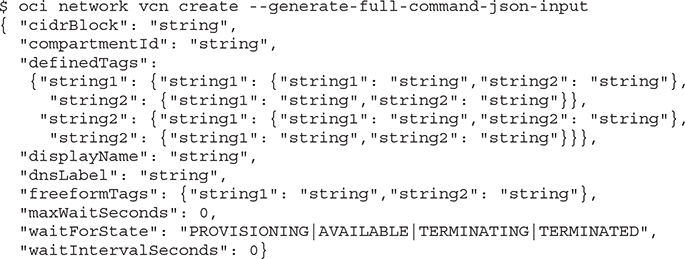 $ oci network vcn create --generate-full-command-json-input
{ "cidrBlock": "string",
  "compartmentId": "string",
  "definedTags":
   {"string1": {"string1": {"string1": "string","string2": "string"},
     "string2": {"string1": "string","string2": "string"}},
    "string2": {"string1": {"string1": "string","string2": "string"},
     "string2": {"string1": "string","string2": "string"}}},
  "displayName": "string",
  "dnsLabel": "string",
  "freeformTags": {"string1": "string","string2": "string"},
  "maxWaitSeconds": 0,
  "waitForState": "PROVISIONING|AVAILABLE|TERMINATING|TERMINATED",
  "waitIntervalSeconds": 0}